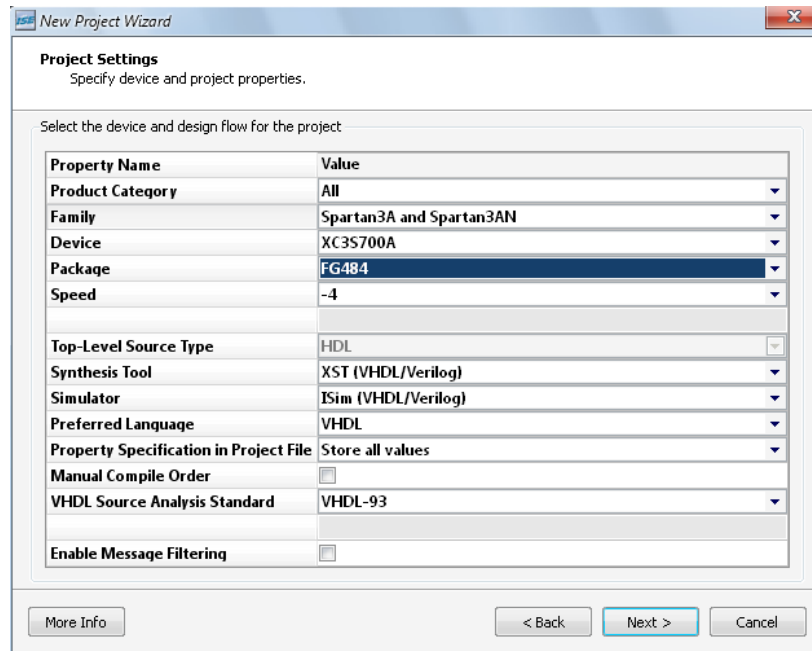 ISE New Project Wizard
Project Settings
Specify device and project properties.
Select the device and design flow for the project
Property Name Value
Product Category All
Family Spartan3A and Spartan3AN
Device XC3S700A
Package FG484
Speed -4
Top-Level Source Type HDL
Synthesis Tool XST (VHDL/Verilog)
Simulator ISim (VHDL/Verilog)
Preferred Language VHDL
Property Specification in Project File Store all values
Manual Compile Order
VHDL Source Analysis Standard VHDL-93
Enable Message Filtering
More Info < Back Next > Cancel